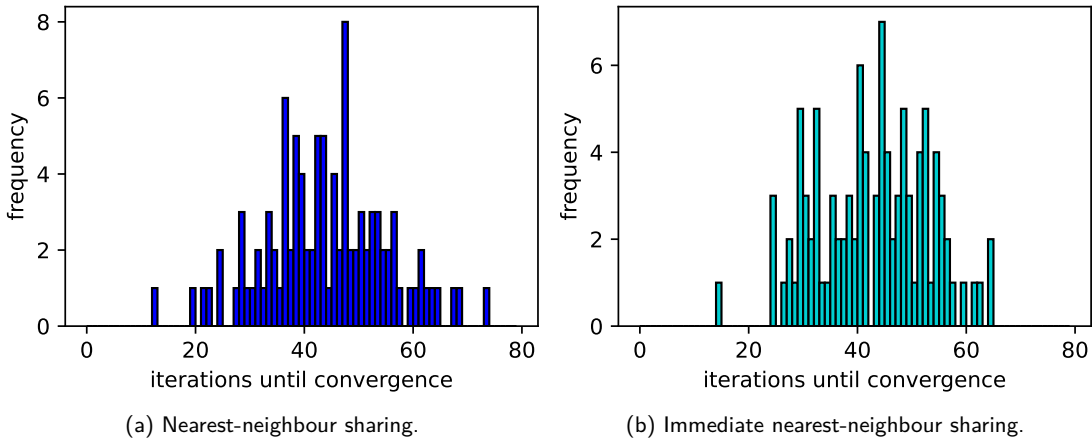 8
6
4
2
0
frequency
0 20 40 60 80
iterations until convergence
(a) Nearest-neighbour sharing.
6
4
2
0
frequency
0 20 40 60 80
iterations until convergence
(b) Immediate nearest-neighbour sharing.